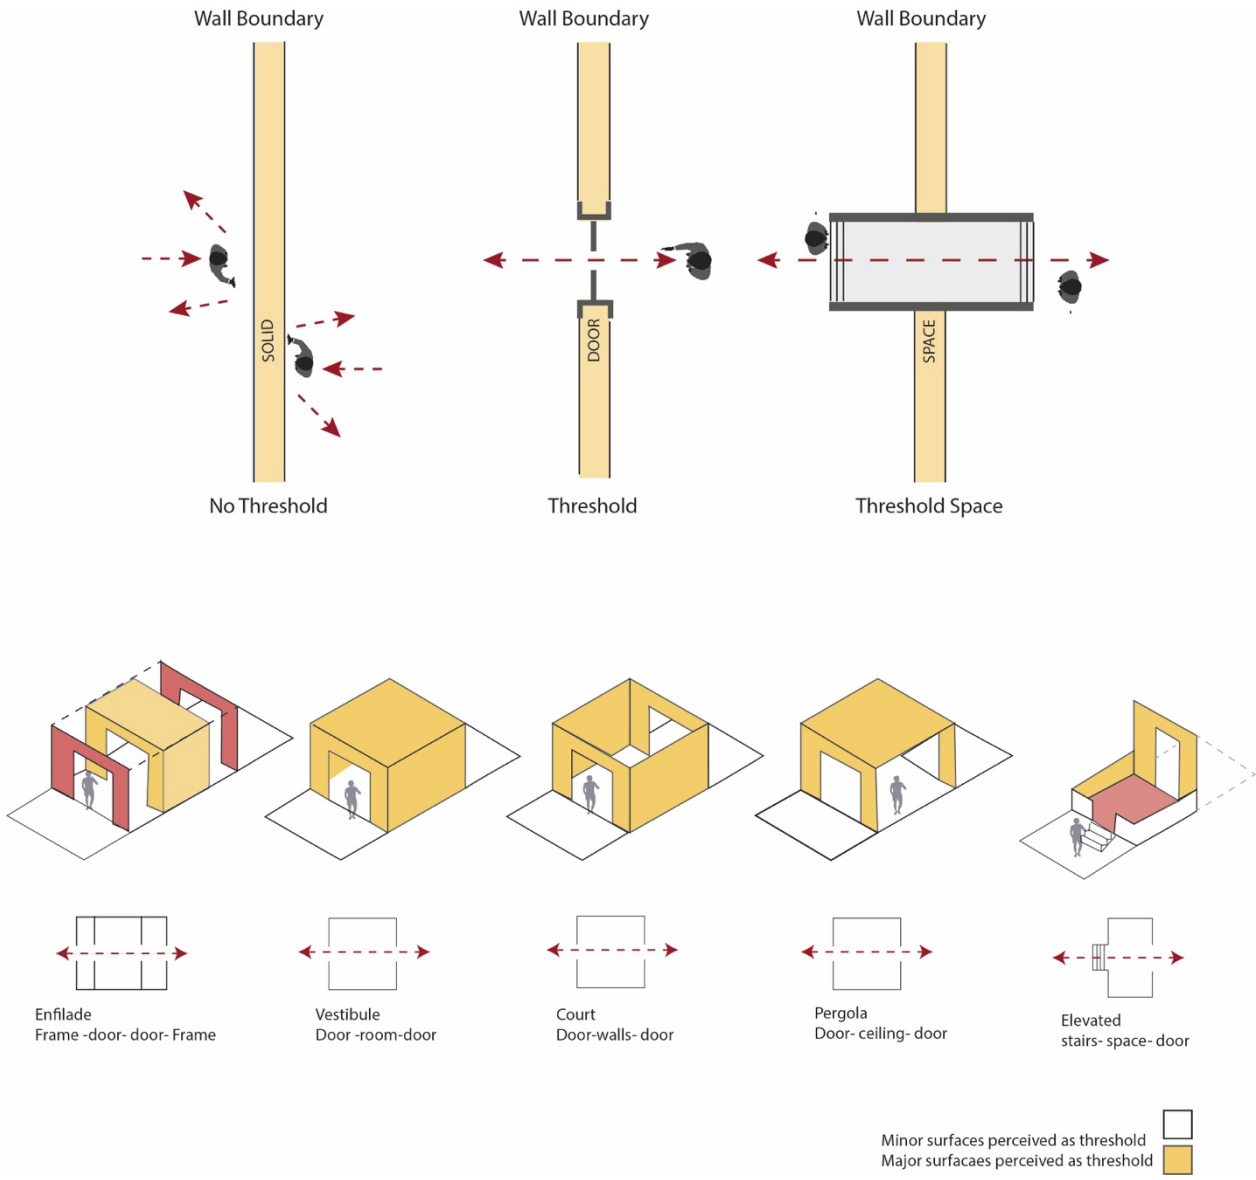 Wall Boundary
Wall Boundary
Wall Boundary
SOLID
DOOR
SPACE
No Threshold
Threshold
Threshold Space
Enfilade
Frame -door- door- Frame
Vestibule
Door -room-door
Court
Door-walls- door
Pergola
Door- ceiling- door
Elevated
stairs- space- door
Minor surfaces perceived as threshold
Major surfacaes perceived as threshold